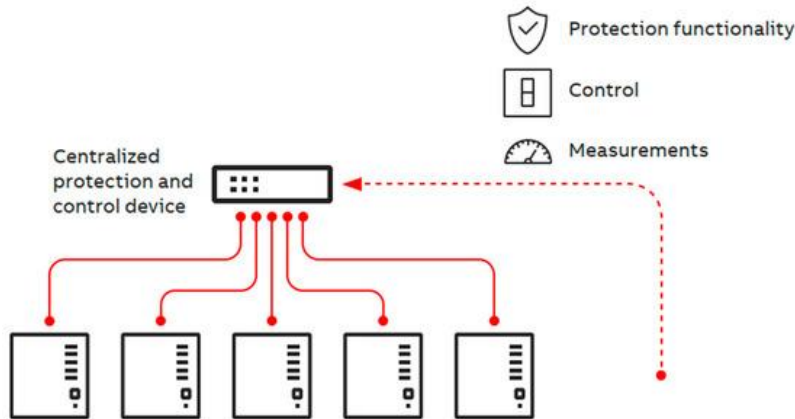 Protection functionality
Control
Measurements
Centralized
protection and
control device